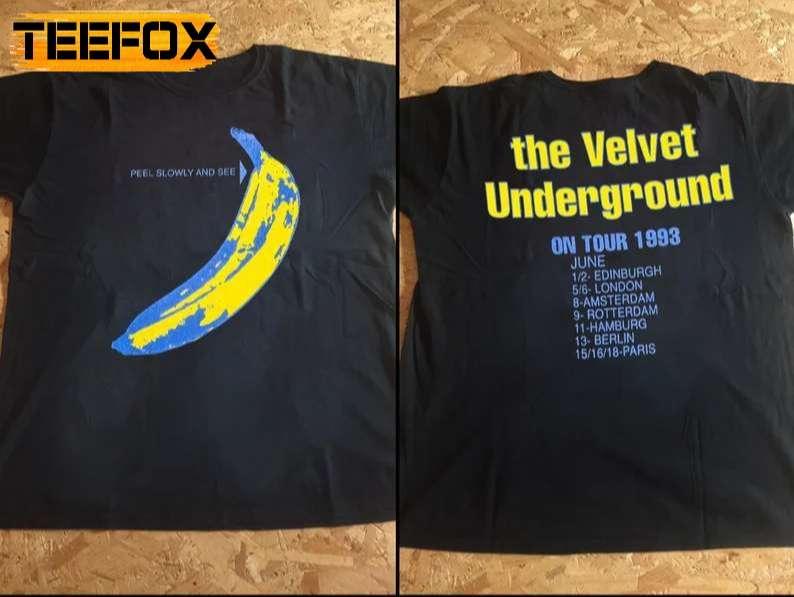 TEEFOX
PEEL SLOWLY AND SEE
the Velvet
Underground
ON TOUR 1993
JUNE
1/2- EDINBURGH
5/6- LONDON
8-AMSTERDAM
9- ROTTERDAM
11-HAMBURG
13- BERLIN
15/16/18-PARIS